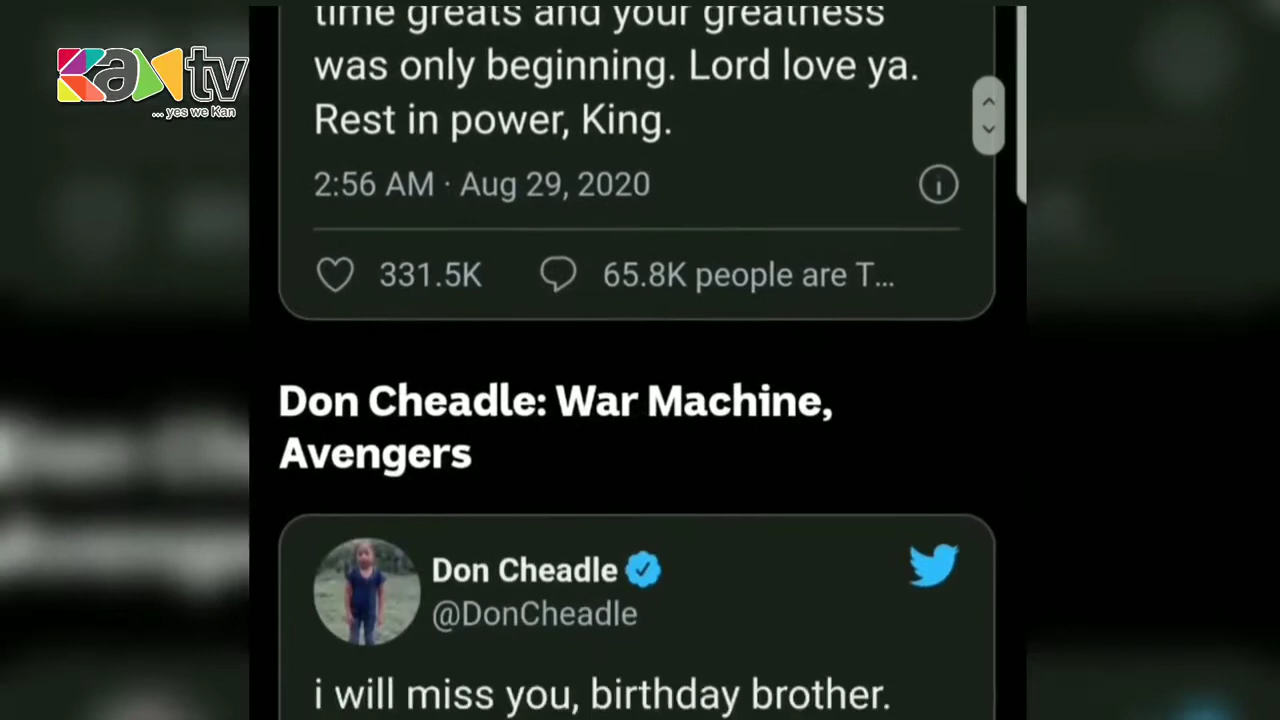 Kantv
... yes we Kan
time greats and your greatness
was only beginning. Lord love ya.
Rest in power, King.
2:56 AM · Aug 29, 2020
331.5K 65.8K people are T...
Don Cheadle: War Machine,
Avengers
Don Cheadle
@DonCheadle
i will miss you, birthday brother.